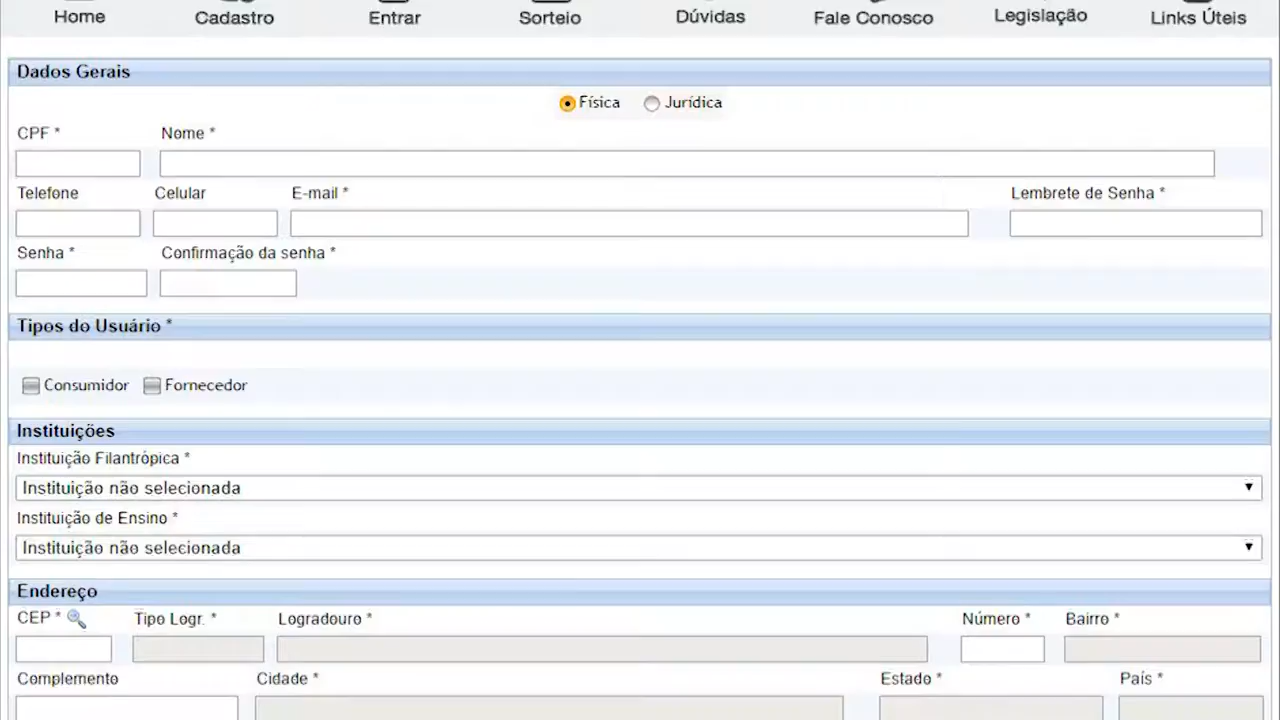 Home Cadastro Entrar Sorteio Dúvidas Fale Conosco Legislação Links Úteis
Dados Gerais
Física Jurídica
CPF * Nome *
Telefone Celular E-mail * Lembrete de Senha *
Senha * Confirmação da senha *
Tipos do Usuário *
Consumidor Fornecedor
Instituições
Instituição Filantrópica *
Instituição não selecionada
Instituição de Ensino *
Instituição não selecionada
Endereço
CEP * Tipo Logr. * Logradouro * Número * Bairro *
Complemento Cidade * Estado * País *